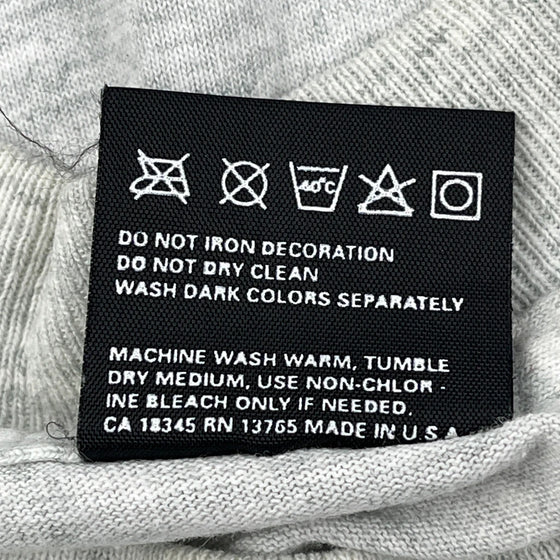 40°C
DO NOT IRON DECORATION
DO NOT DRY CLEAN
WASH DARK COLORS SEPARATELY
MACHINE WASH WARM, TUMBLE
DRY MEDIUM, USE NON-CHLOR -
INE BLEACH ONLY IF NEEDED.
CA 18345 RN 13765 MADE IN U.S.A